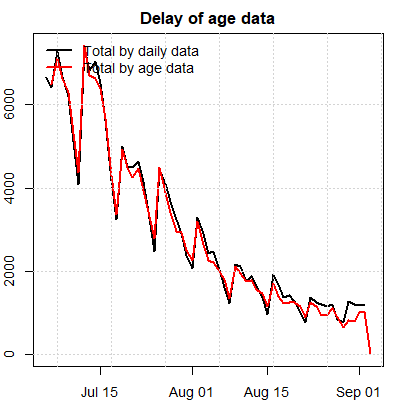 Delay of age data
Total by daily data
Total by age data
6000
4000
2000
0
Jul 15
Aug 01
Aug 15
Sep 01